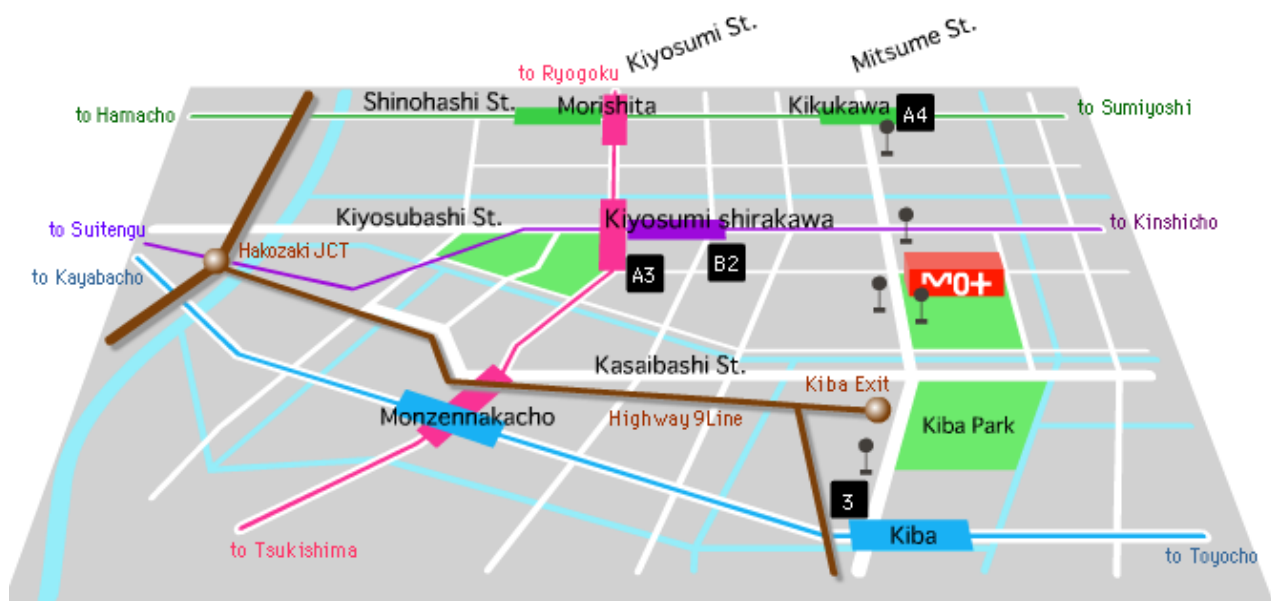 Kiyosumi St.
Mitsume St.
to Ryogoku
to Hamacho
Shinohashi St.
Morishita
Kikukawa
A4
to Sumiyoshi
to Suitengu
Kiyosubashi St.
Kiyosumi shirakawa
to Kinshicho
Hakozaki JCT
to Kayabacho
A3
B2
MO+
Kasaibashi St.
Kiba Exit
Monzennakacho
Highway 9Line
Kiba Park
3
Kiba
to Tsukishima
to Toyocho